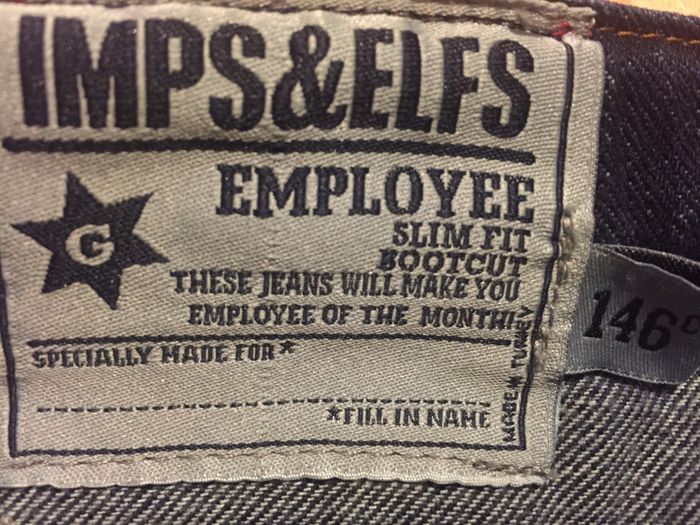 IMPS&ELFS
G
EMPLOYEE
SLIM FIT
BOOTCUT
THESE JEANS WILL MAKE YOU
EMPLOYEE OF THE MONTH!
SPECIALLY MADE FOR*
*FILL IN NAME
MADE IN TURKEY
146